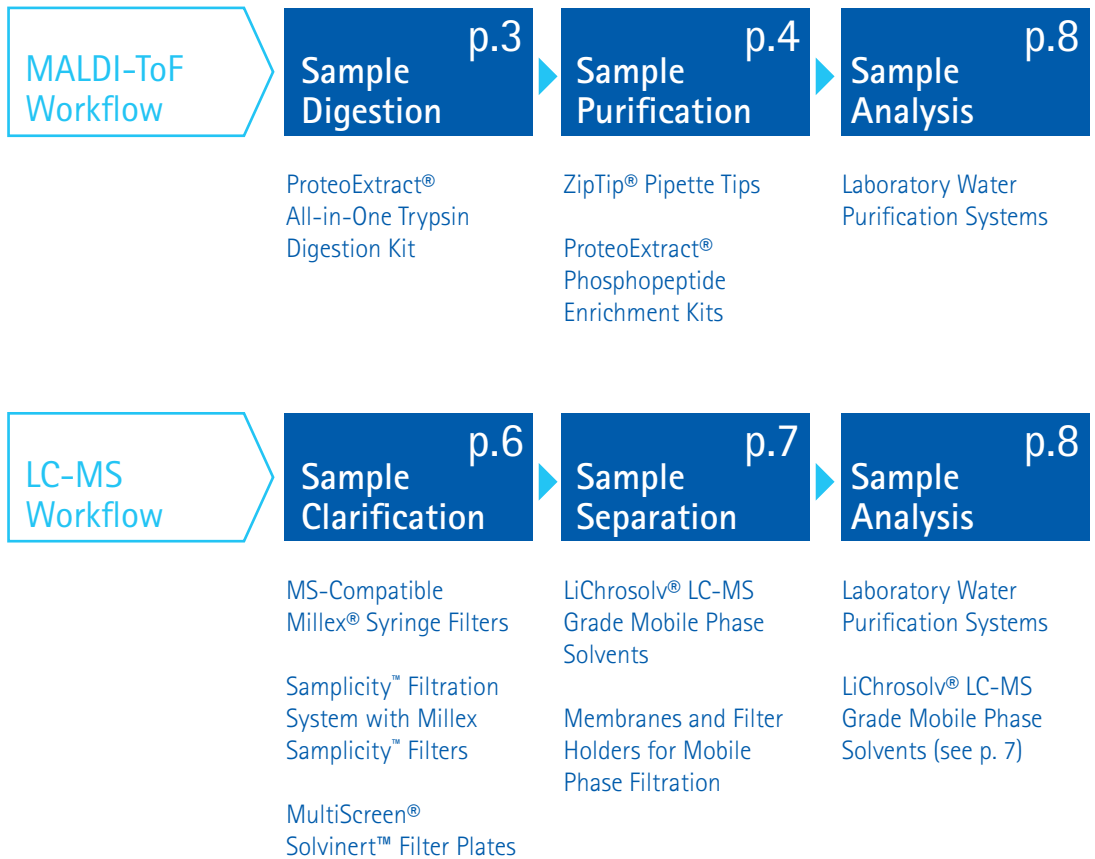 MALDI-ToF
Workflow
p.3
Sample
Digestion
p.4
Sample
Purification
p.8
Sample
Analysis
ProteoExtract®
All-in-One Trypsin
Digestion Kit
ZipTip® Pipette Tips
ProteoExtract®
Phosphopeptide
Enrichment Kits
Laboratory Water
Purification Systems
LC-MS
Workflow
p.6
Sample
Clarification
p.7
Sample
Separation
p.8
Sample
Analysis
MS-Compatible
Millex® Syringe Filters
Samplicity™ Filtration
System with Millex
Samplicity™ Filters
MultiScreen®
Solvinert™ Filter Plates
LiChrosolv® LC-MS
Grade Mobile Phase
Solvents
Membranes and Filter
Holders for Mobile
Phase Filtration
Laboratory Water
Purification Systems
LiChrosolv® LC-MS
Grade Mobile Phase
Solvents (see p. 7)